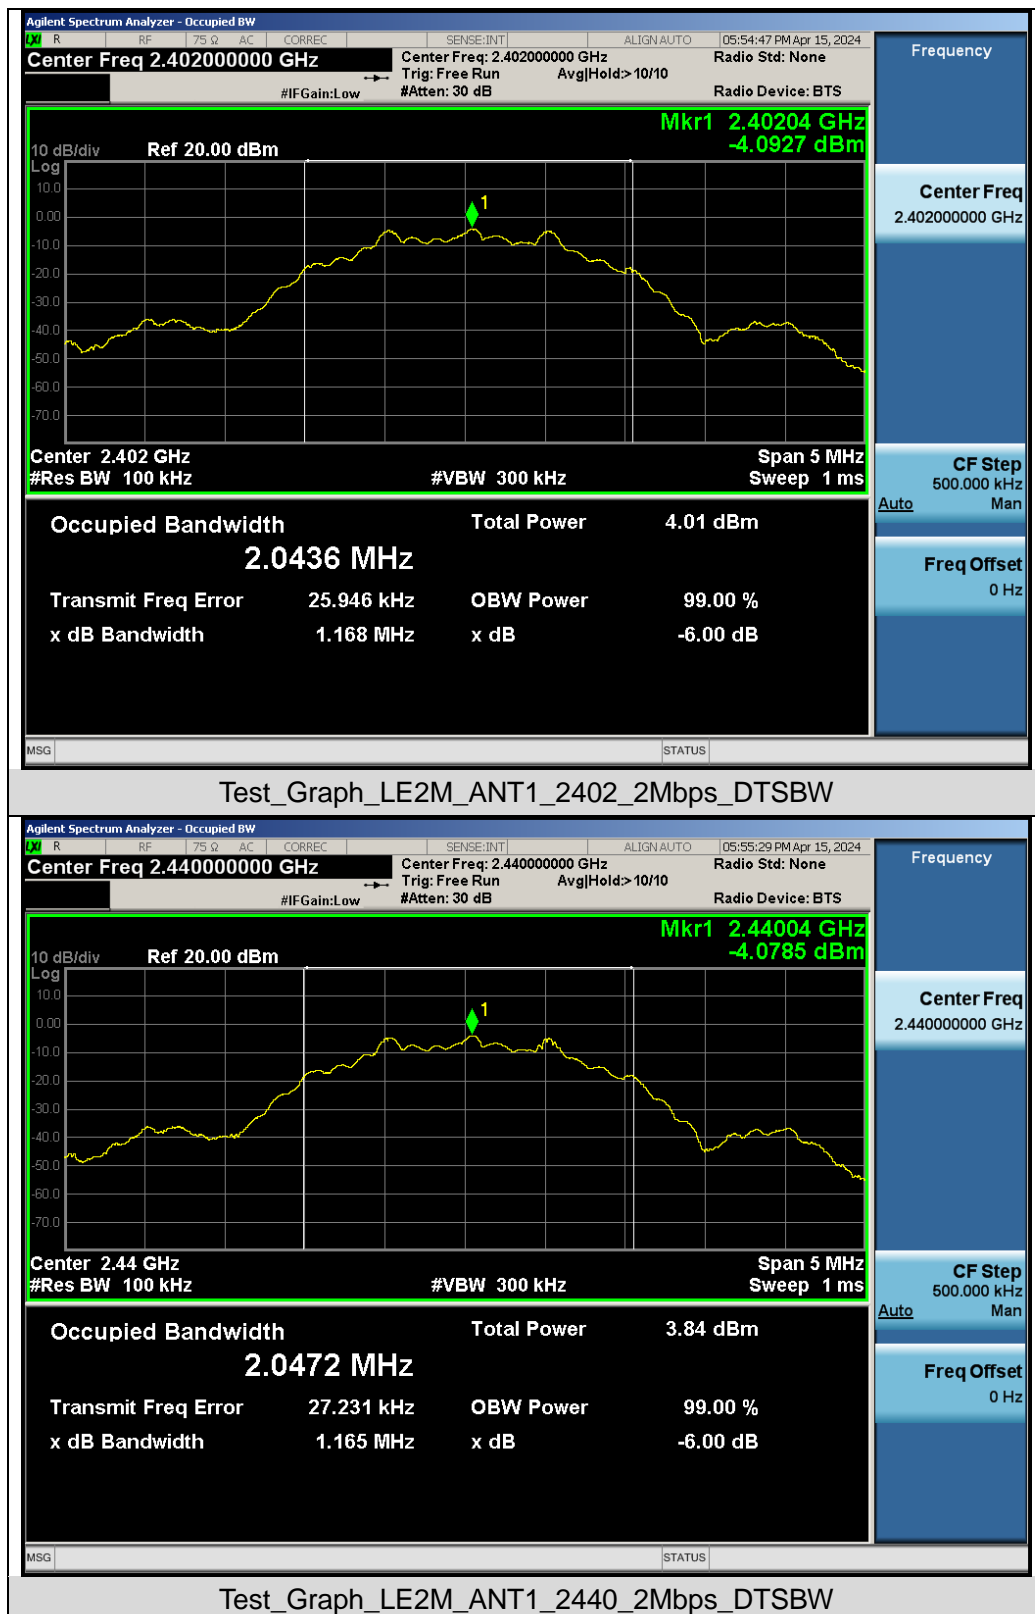 Agilent Spectrum Analyzer - Occupied BW
LXI R RF 75 Ω AC CORREC SENSE:INT ALIGN AUTO 05:54:47 PM Apr 15, 2024
Center Freq 2.402000000 GHz Center Freq: 2.402000000 GHz Radio Std: None
Trig: Free Run Avg|Hold:>10/10
#IFGain:Low #Atten: 30 dB Radio Device: BTS
Frequency
Mkr1 2.40204 GHz
-4.0927 dBm
10 dB/div Ref 20.00 dBm
Log
10.0
0.00
-10.0
-20.0
-30.0
-40.0
-50.0
-60.0
-70.0
1
Center 2.402 GHz Span 5 MHz
#Res BW 100 kHz #VBW 300 kHz Sweep 1 ms
Center Freq
2.402000000 GHz
CF Step
500.000 kHz
Auto Man
Freq Offset
0 Hz
Occupied Bandwidth Total Power 4.01 dBm
2.0436 MHz
Transmit Freq Error 25.946 kHz OBW Power 99.00 %
x dB Bandwidth 1.168 MHz x dB -6.00 dB
MSG STATUS
Test_Graph_LE2M_ANT1_2402_2Mbps_DTSBW
Agilent Spectrum Analyzer - Occupied BW
LXI R RF 75 Ω AC CORREC SENSE:INT ALIGN AUTO 05:55:29 PM Apr 15, 2024
Center Freq 2.440000000 GHz Center Freq: 2.440000000 GHz Radio Std: None
Trig: Free Run Avg|Hold:>10/10
#IFGain:Low #Atten: 30 dB Radio Device: BTS
Frequency
Mkr1 2.44004 GHz
-4.0785 dBm
10 dB/div Ref 20.00 dBm
Log
10.0
0.00
-10.0
-20.0
-30.0
-40.0
-50.0
-60.0
-70.0
1
Center 2.44 GHz Span 5 MHz
#Res BW 100 kHz #VBW 300 kHz Sweep 1 ms
Center Freq
2.440000000 GHz
CF Step
500.000 kHz
Auto Man
Freq Offset
0 Hz
Occupied Bandwidth Total Power 3.84 dBm
2.0472 MHz
Transmit Freq Error 27.231 kHz OBW Power 99.00 %
x dB Bandwidth 1.165 MHz x dB -6.00 dB
MSG STATUS
Test_Graph_LE2M_ANT1_2440_2Mbps_DTSBW